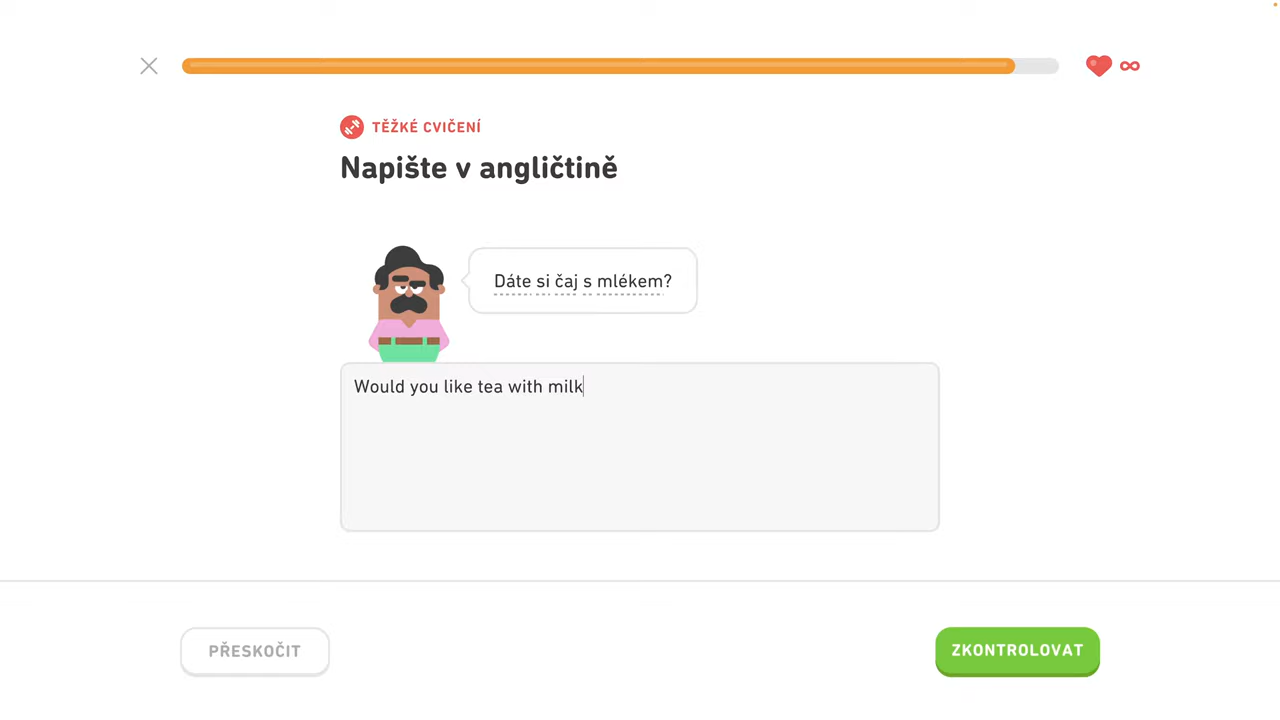 ∞
TĚŽKÉ CVIČENÍ
Napište v angličtině
Dáte si čaj s mlékem?
Would you like tea with milk
PŘESKOČIT
ZKONTROLOVAT